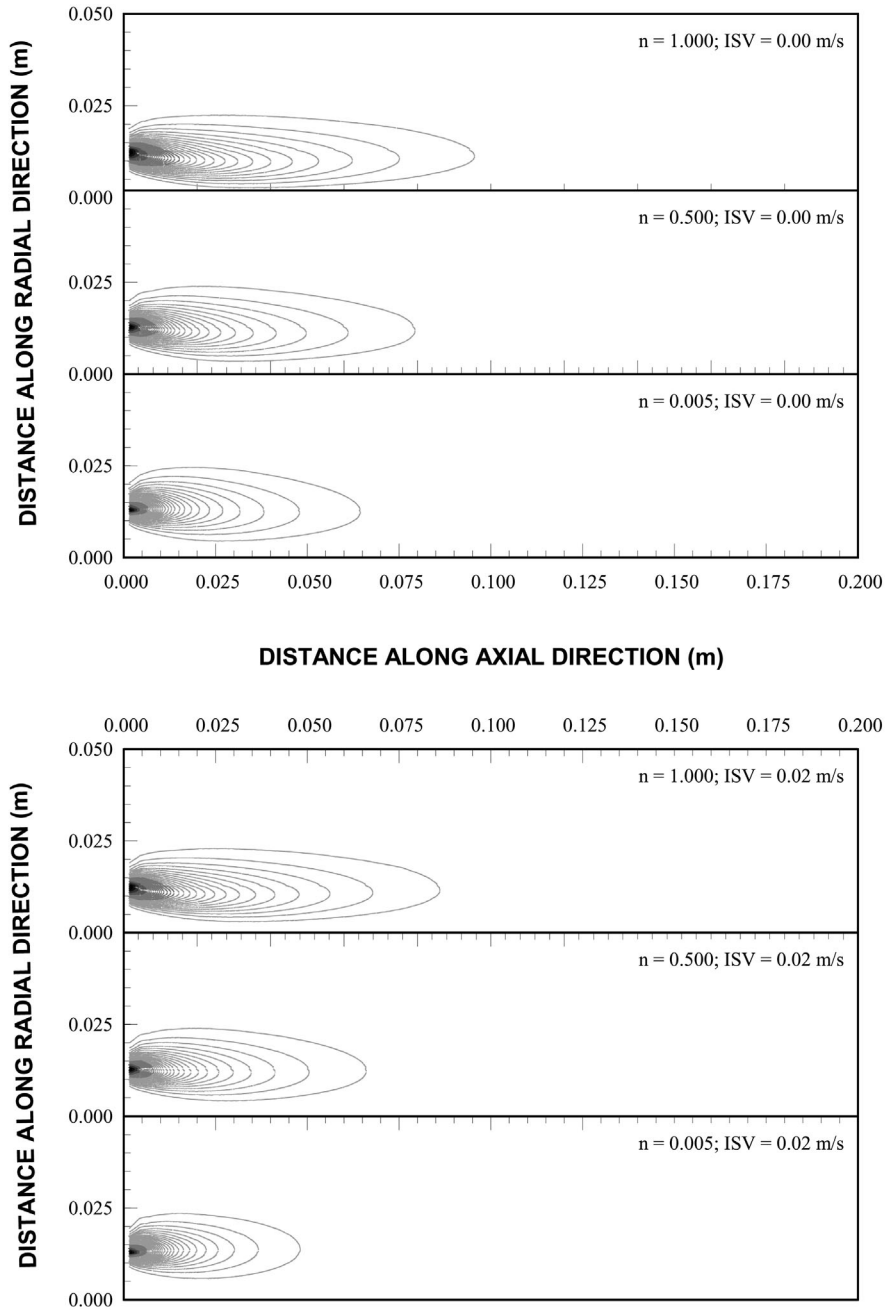 DISTANCE ALONG RADIAL DIRECTION (m)
0.050
n = 1.000; ISV = 0.00 m/s
0.025
0.000
n = 0.500; ISV = 0.00 m/s
0.025
0.000
n = 0.005; ISV = 0.00 m/s
0.025
0.000
0.000 0.025 0.050 0.075 0.100 0.125 0.150 0.175 0.200
DISTANCE ALONG AXIAL DIRECTION (m)
0.000 0.025 0.050 0.075 0.100 0.125 0.150 0.175 0.200
DISTANCE ALONG RADIAL DIRECTION (m)
0.050
n = 1.000; ISV = 0.02 m/s
0.025
0.000
n = 0.500; ISV = 0.02 m/s
0.025
0.000
n = 0.005; ISV = 0.02 m/s
0.025
0.000